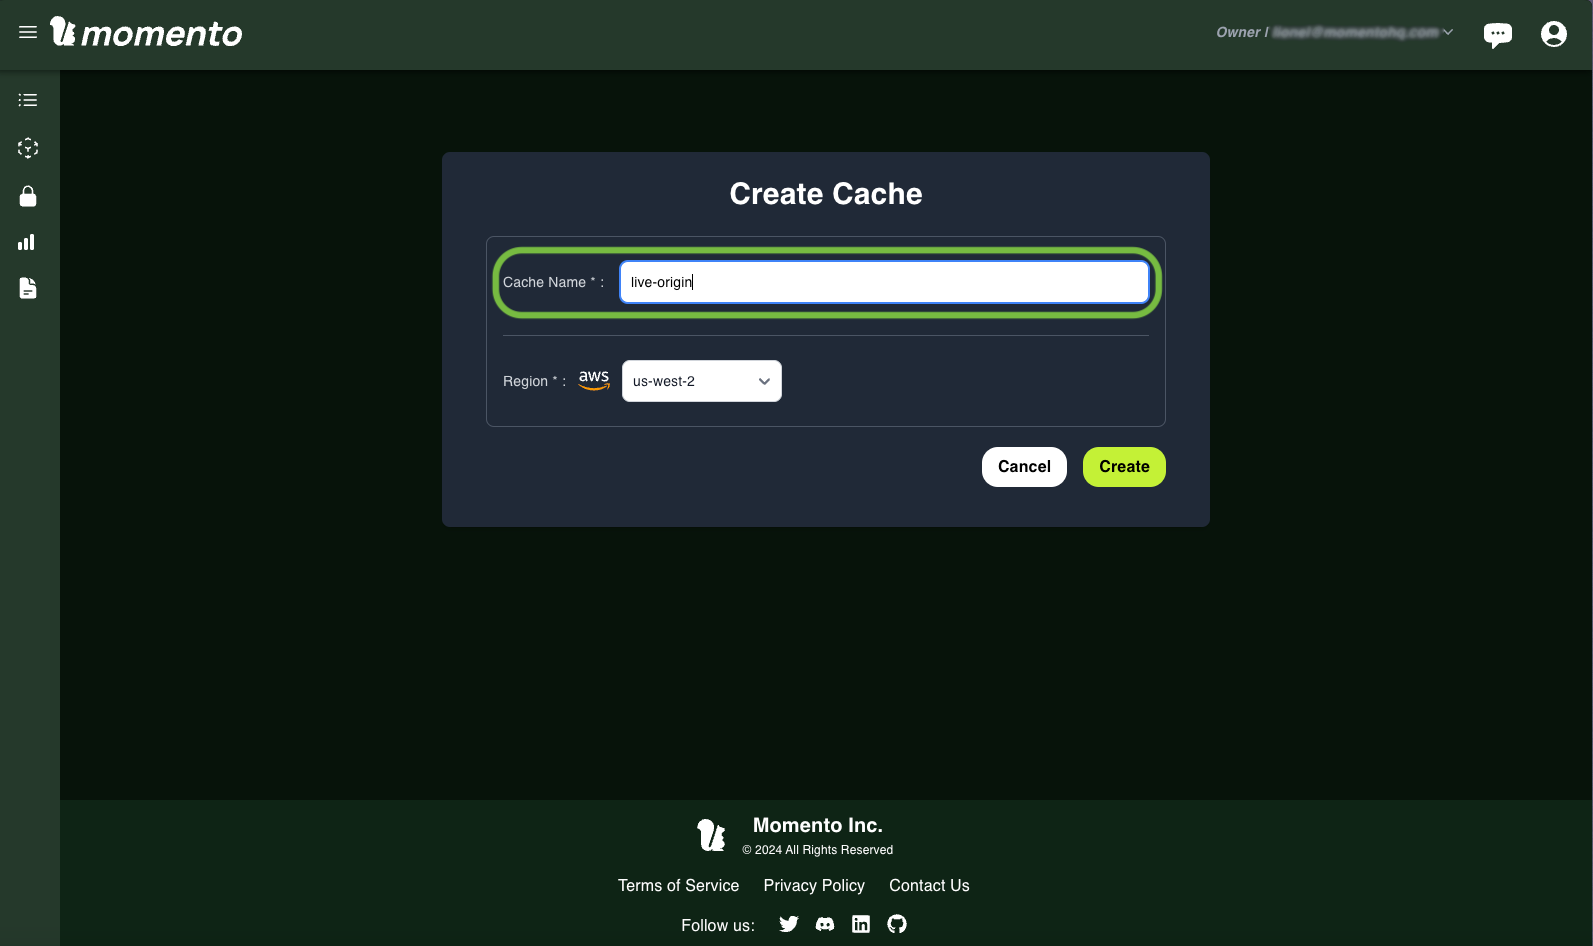 momento
Owner /
Create Cache
Cache Name * :
live-origin
Region * :
aws
us-west-2
Cancel
Create
Momento Inc.
© 2024 All Rights Reserved
Terms of Service
Privacy Policy
Contact Us
Follow us: